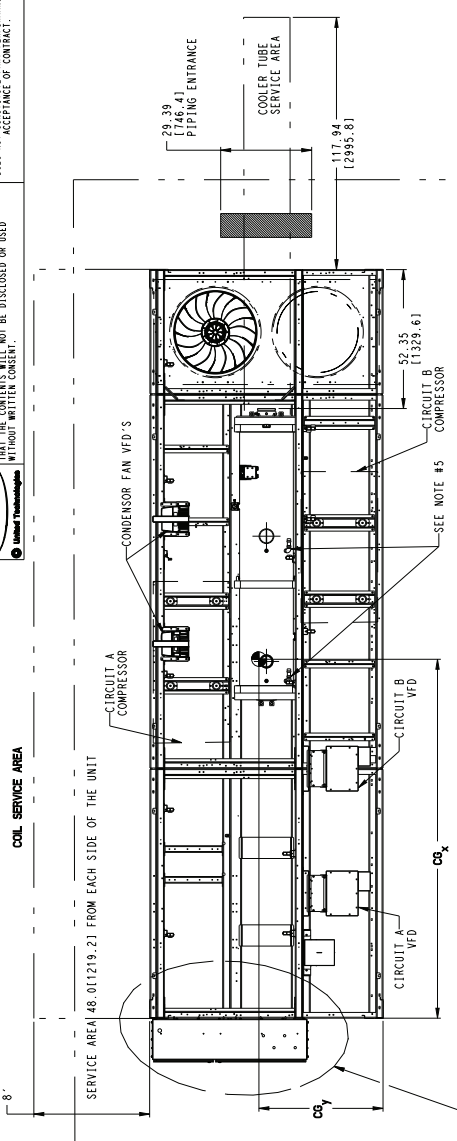 ACCEPTANCE OF CONTRACT.
THAT THE CONTENTS WILL NOT BE DISCLOSED OR USED
WITHOUT WRITTEN CONSENT.
United Technologies
COIL SERVICE AREA
8'
SERVICE AREA 48.0[1219.2] FROM EACH SIDE OF THE UNIT
29.39
[746.4]
PIPING ENTRANCE
COOLER TUBE
SERVICE AREA
117.94
[2995.8]
52.35
[1329.6]
CONDENSOR FAN VFD'S
CIRCUIT A
COMPRESSOR
CIRCUIT B
COMPRESSOR
SEE NOTE #5
CIRCUIT B
VFD
CIRCUIT A
VFD
CGx
CGy